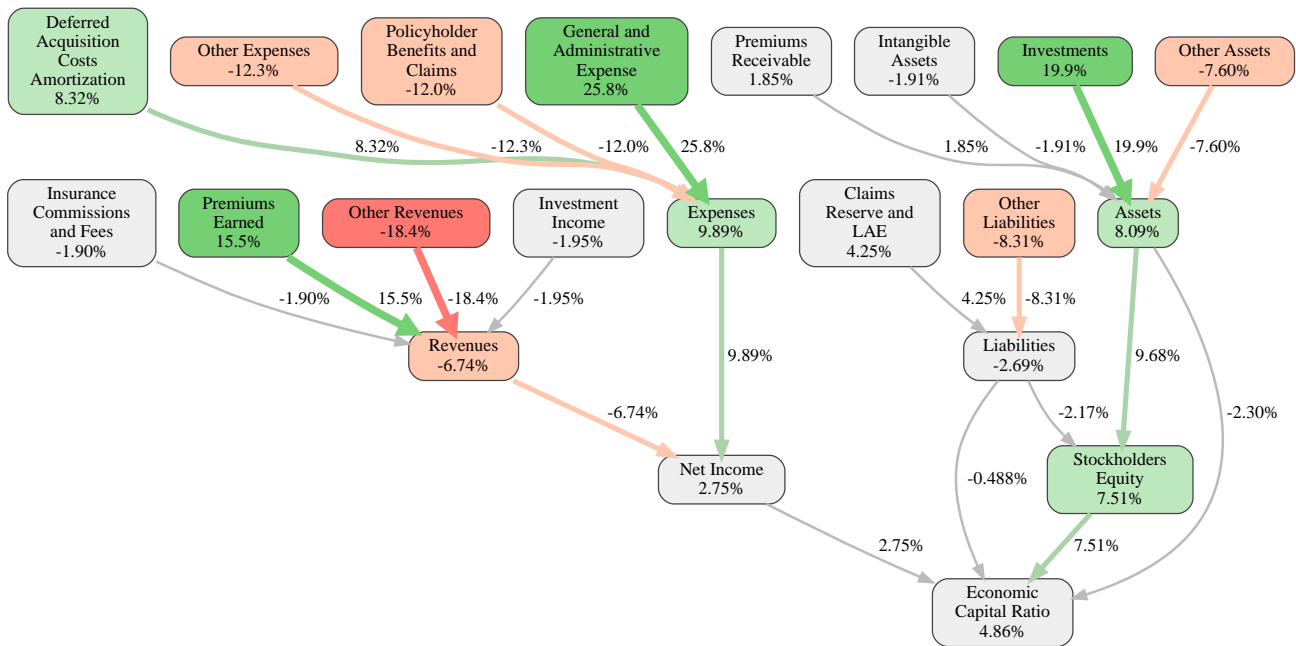 Deferred
Acquisition
Costs
Amortization
8.32%
Other Expenses
-12.3%
Policyholder
Benefits and
Claims
-12.0%
General and
Administrative
Expense
25.8%
Premiums
Receivable
1.85%
Intangible
Assets
-1.91%
Investments
19.9%
Other Assets
-7.60%
8.32%
-12.3%
-12.0%
25.8%
1.85%
-1.91%
19.9%
-7.60%
Insurance
Commissions
and Fees
-1.90%
Premiums
Earned
15.5%
Other Revenues
-18.4%
Investment
Income
-1.95%
Expenses
9.89%
Claims
Reserve and
LAE
4.25%
Other
Liabilities
-8.31%
Assets
8.09%
-1.90%
15.5%
-18.4%
-1.95%
4.25%
-8.31%
Revenues
-6.74%
9.89%
Liabilities
-2.69%
9.68%
-6.74%
-2.17%
-2.30%
Net Income
2.75%
-0.488%
Stockholders
Equity
7.51%
2.75%
7.51%
Economic
Capital Ratio
4.86%